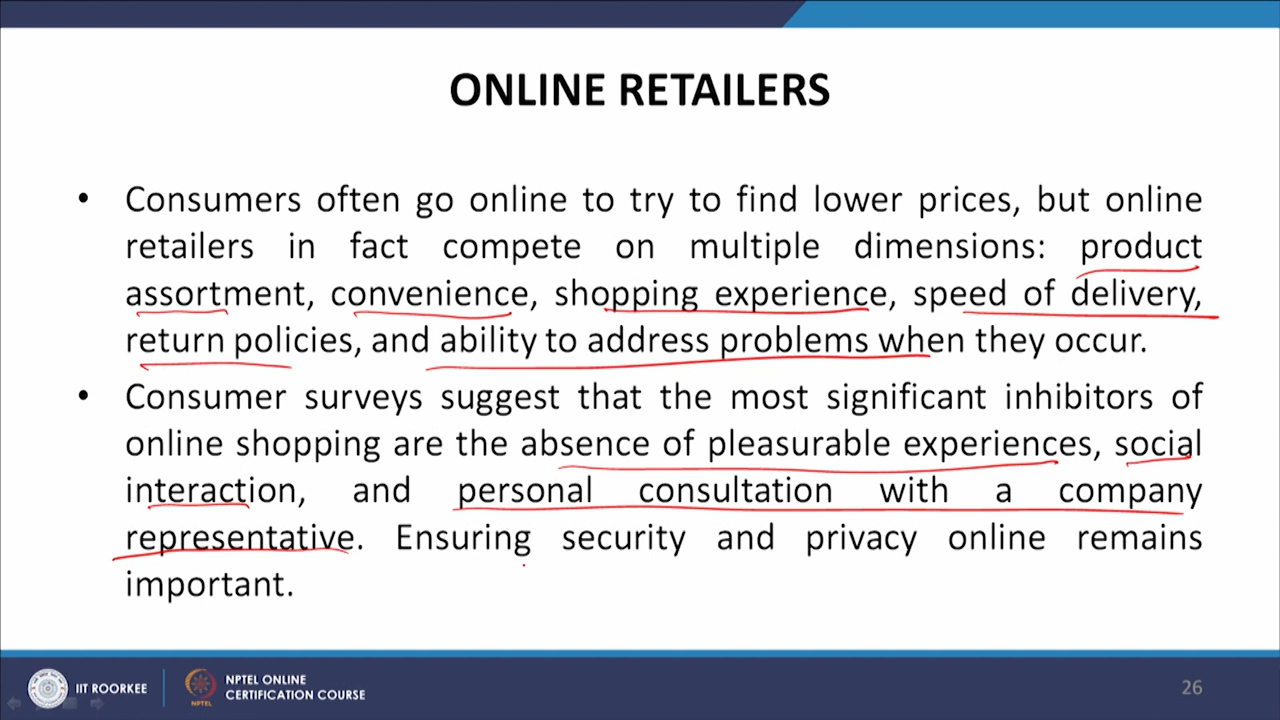 ONLINE RETAILERS
• Consumers often go online to try to find lower prices, but online
retailers in fact compete on multiple dimensions: product
assortment, convenience, shopping experience, speed of delivery,
return policies, and ability to address problems when they occur.
• Consumer surveys suggest that the most significant inhibitors of
online shopping are the absence of pleasurable experiences, social
interaction, and personal consultation with a company
representative. Ensuring security and privacy online remains
important.
IIT ROORKEE
NPTEL
NPTEL ONLINE
CERTIFICATION COURSE
26